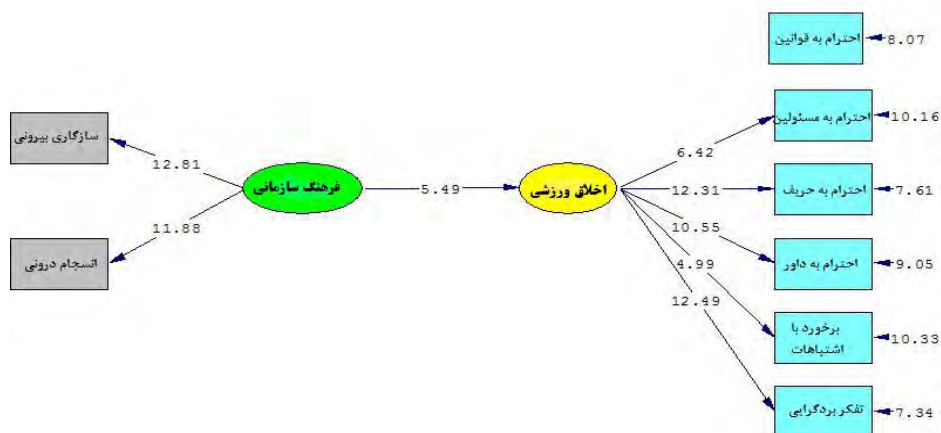 احترام به قوانین
8.07
سازگاری بیرونی
احترام به مسئولین
10.16
12.81
6.42
فرهنگ سازمانی
5.49
اخلاق ورزشی
12.31
احترام به حریف
7.61
11.88
10.55
انسجام درونی
احترام به داور
9.05
4.99
12.49
برخورد با
اشتباهات
10.33
تفکر بردگرایی
7.34